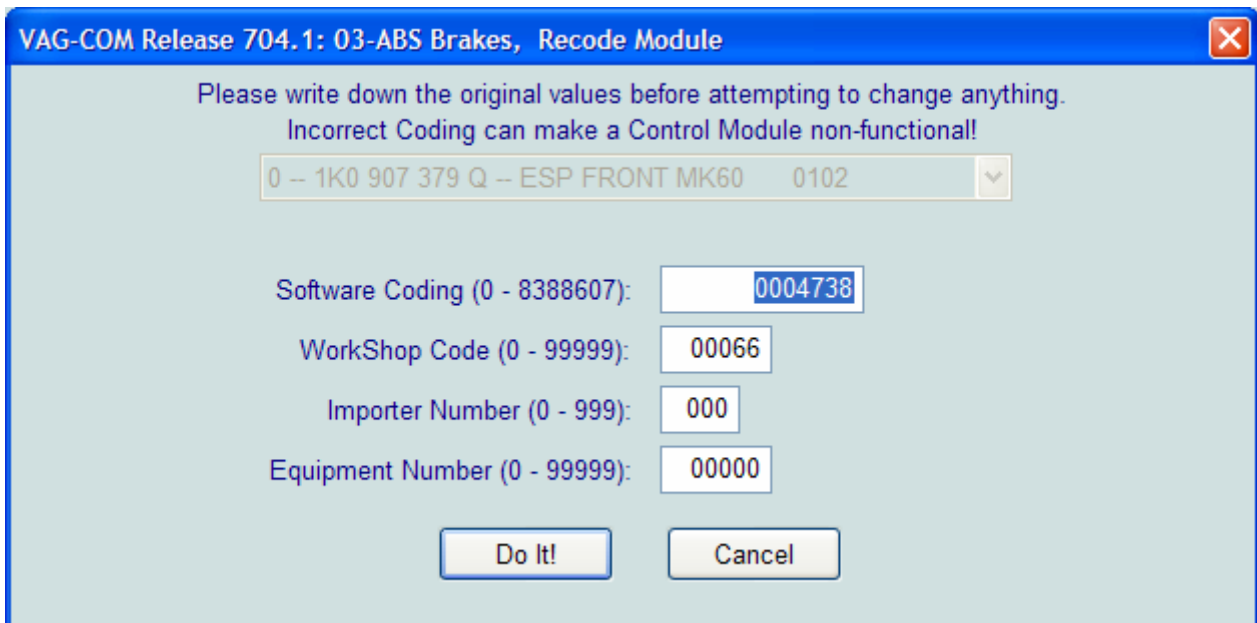 VAG-COM Release 704.1: 03-ABS Brakes, Recode Module
Please write down the original values before attempting to change anything.
Incorrect Coding can make a Control Module non-functional!
0 -- 1K0 907 379 Q -- ESP FRONT MK60 0102
Software Coding (0 - 8388607): 0004738
WorkShop Code (0 - 99999): 00066
Importer Number (0 - 999): 000
Equipment Number (0 - 99999): 00000
Do It! Cancel